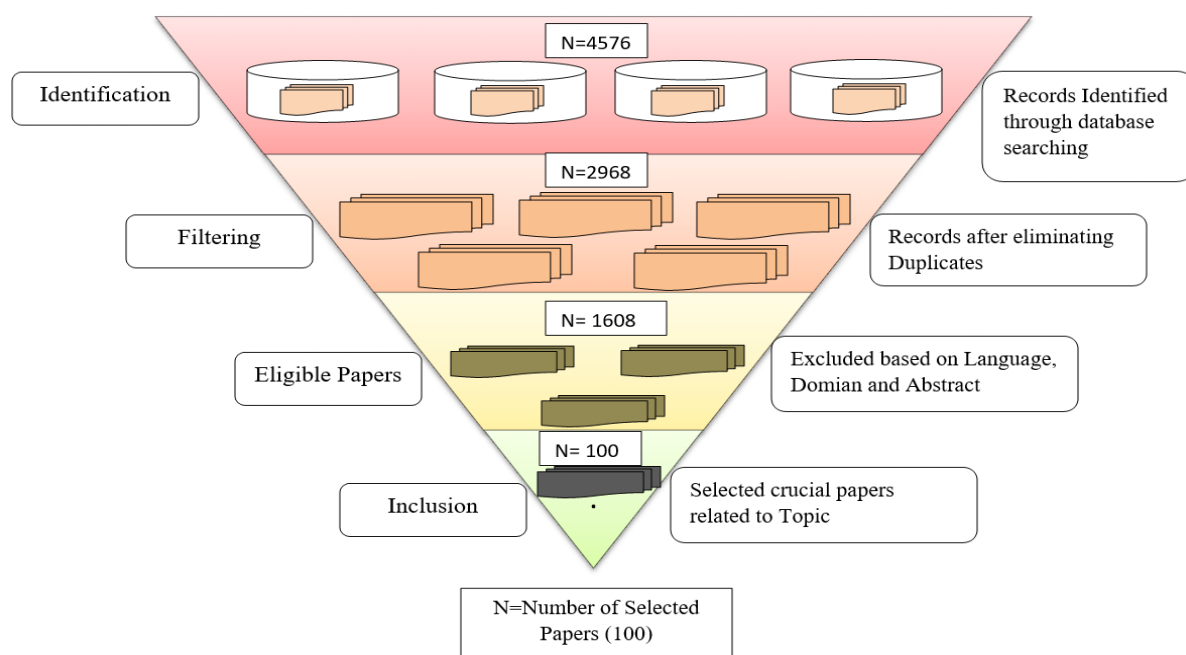 N=4576
Identification
Records Identified
through database
searching
N=2968
Filtering
Records after eliminating
Duplicates
N= 1608
Eligible Papers
Excluded based on Language,
Domian and Abstract
N= 100
Inclusion
Selected crucial papers
related to Topic
N=Number of Selected
Papers (100)